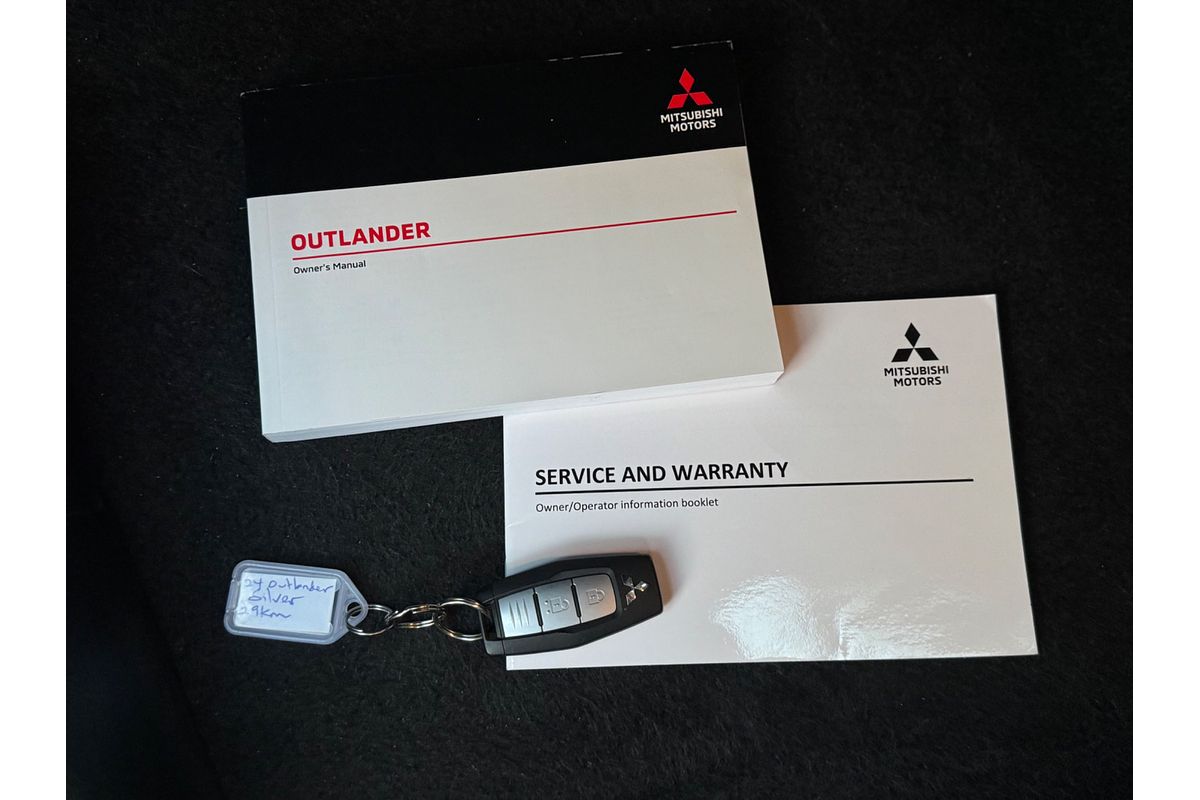 MITSUBISHI
MOTORS
OUTLANDER
Owner's Manual
MITSUBISHI
MOTORS
SERVICE AND WARRANTY
Owner/Operator information booklet
24 Outlander
Silver
29km